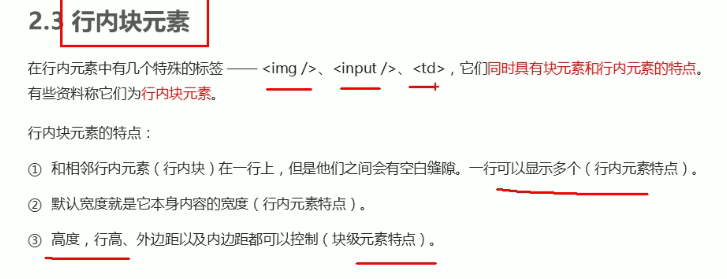 2.3 行内块元素
在行内元素中有几个特殊的标签 —— <img />、<input />、<td>，它们同时具有块元素和行内元素的特点。
有些资料称它们为行内块元素。
行内块元素的特点：
① 和相邻行内元素（行内块）在一行上，但是他们之间会有空白缝隙。一行可以显示多个（行内元素特点）。
② 默认宽度就是它本身内容的宽度（行内元素特点）。
③ 高度，行高、外边距以及内边距都可以控制（块级元素特点）。